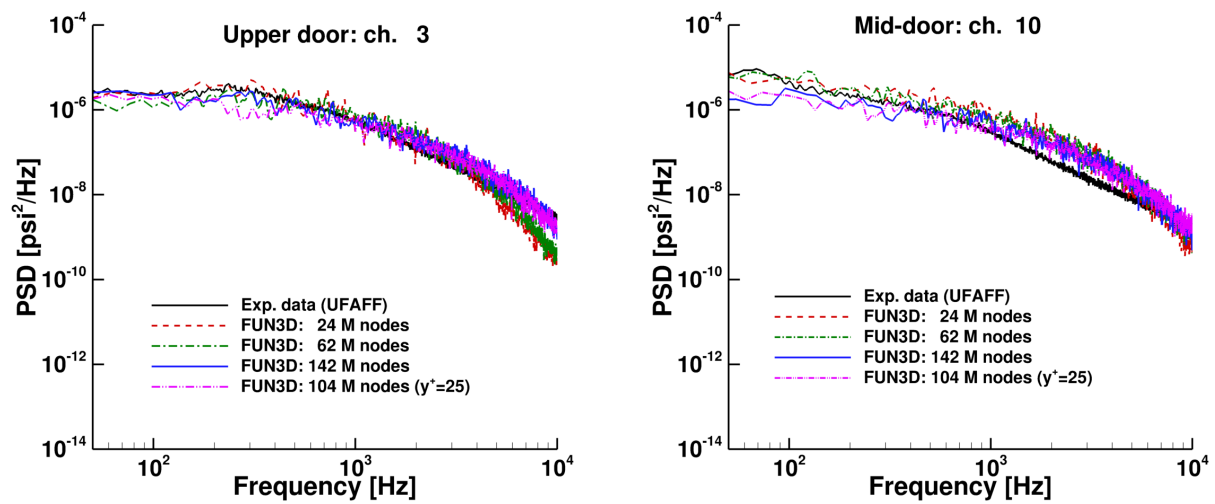 Upper door: ch. 3
PSD [psi²/Hz]
10⁻⁴
10⁻⁶
10⁻⁸
10⁻¹⁰
10⁻¹²
10⁻¹⁴
Exp. data (UFAFF)
FUN3D: 24 M nodes
FUN3D: 62 M nodes
FUN3D: 142 M nodes
FUN3D: 104 M nodes (y⁺=25)
10² 10³ 10⁴
Frequency [Hz]
Mid-door: ch. 10
PSD [psi²/Hz]
10⁻⁴
10⁻⁶
10⁻⁸
10⁻¹⁰
10⁻¹²
10⁻¹⁴
Exp. data (UFAFF)
FUN3D: 24 M nodes
FUN3D: 62 M nodes
FUN3D: 142 M nodes
FUN3D: 104 M nodes (y⁺=25)
10² 10³ 10⁴
Frequency [Hz]